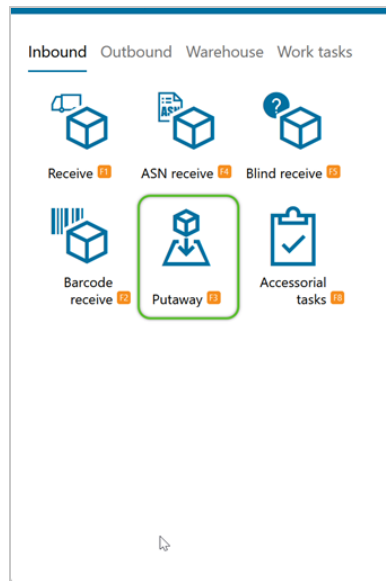 Inbound Outbound Warehouse Work tasks
ASN
?
Receive F1 ASN receive F4 Blind receive F5
Barcode
receive F2 Putaway F3 Accessorial
tasks F8